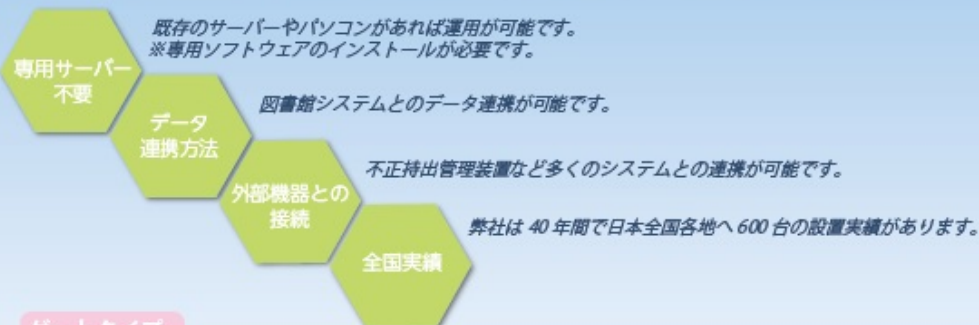 専用サーバー
不要
既存のサーバーやパソコンがあれば運用が可能です。
※専用ソフトウェアのインストールが必要です。
データ
連携方法
図書館システムとのデータ連携が可能です。
外部機器との
接続
不正持出管理装置など多くのシステムとの連携が可能です。
全国実績
弊社は 40 年間で日本全国各地へ 600 台の設置実績があります。
ゲートタイプ